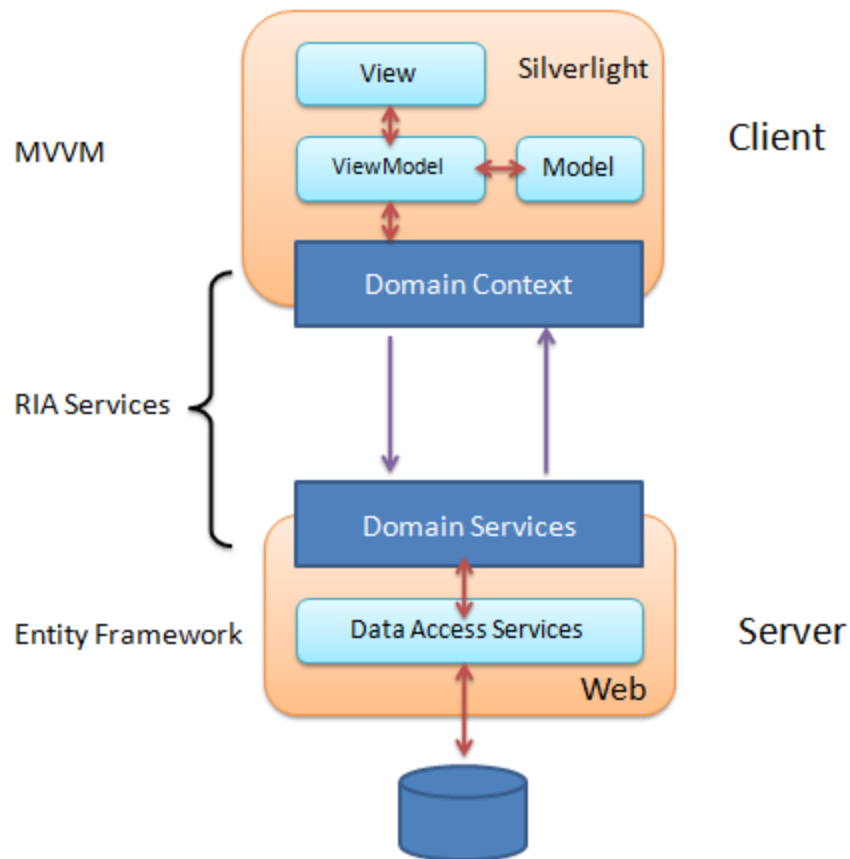 View
Silverlight
MVVM
ViewModel
Model
Client
Domain Context
RIA Services
Domain Services
Entity Framework
Data Access Services
Server
Web